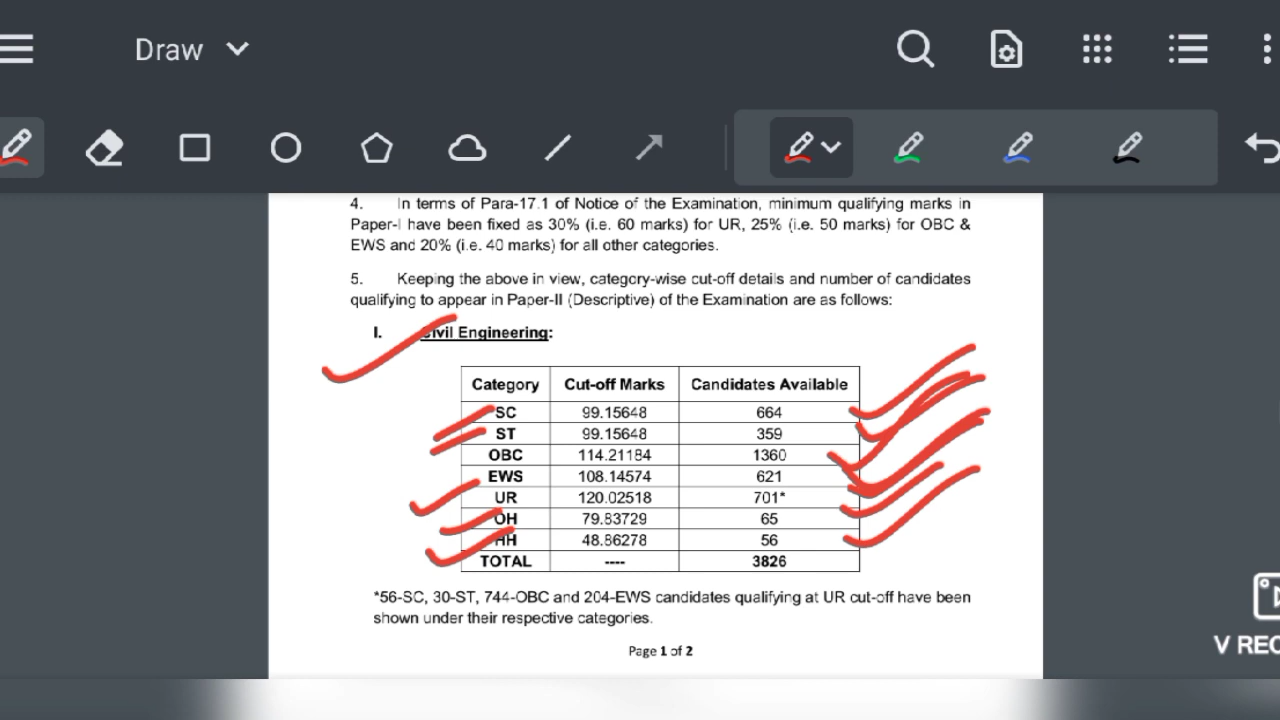 Draw
4. In terms of Para-17.1 of Notice of the Examination, minimum qualifying marks in
Paper-I have been fixed as 30% (i.e. 60 marks) for UR, 25% (i.e. 50 marks) for OBC &
EWS and 20% (i.e. 40 marks) for all other categories.
5. Keeping the above in view, category-wise cut-off details and number of candidates
qualifying to appear in Paper-II (Descriptive) of the Examination are as follows:
I. Civil Engineering:
Category Cut-off Marks Candidates Available
SC 99.15648 664
ST 99.15648 359
OBC 114.21184 1360
EWS 108.14574 621
UR 120.02518 701*
OH 79.83729 65
HH 48.86278 56
TOTAL ---- 3826
*56-SC, 30-ST, 744-OBC and 204-EWS candidates qualifying at UR cut-off have been
shown under their respective categories.
Page 1 of 2
V REC